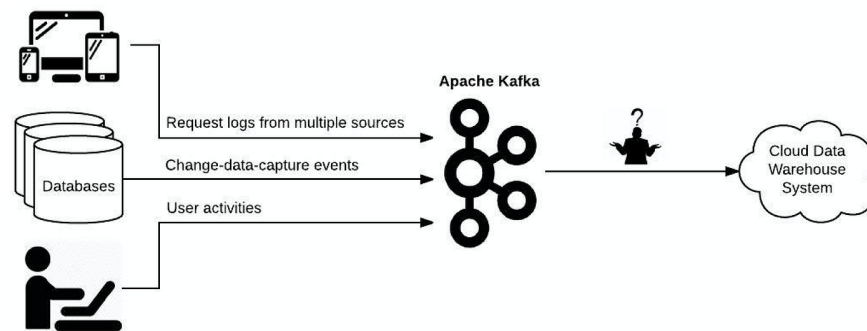 Apache Kafka
Request logs from multiple sources
?
Change-data-capture events
Databases
User activities
Cloud Data
Warehouse
System